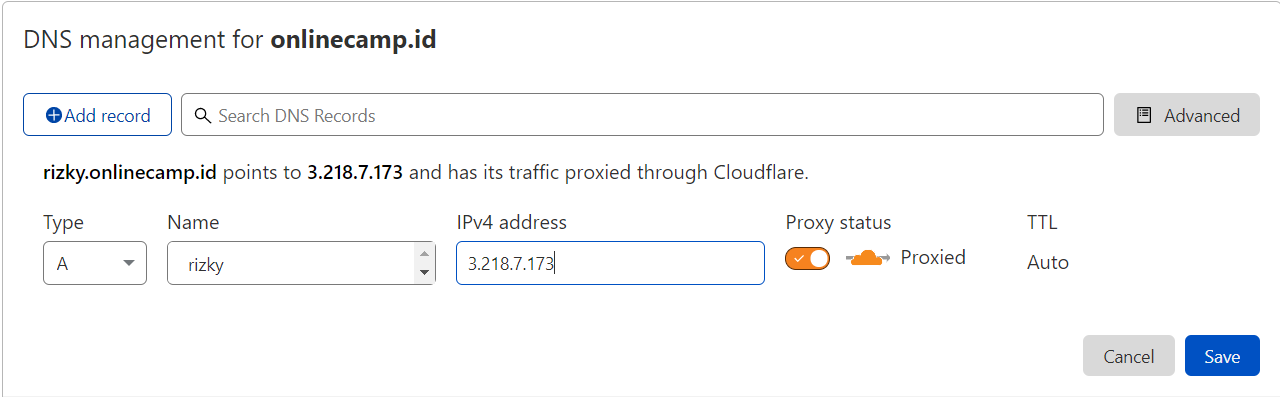 DNS management for onlinecamp.id
Add record
Search DNS Records
Advanced
rizky.onlinecamp.id points to 3.218.7.173 and has its traffic proxied through Cloudflare.
Type Name IPv4 address Proxy status TTL
A rizky 3.218.7.173 Proxied Auto
Cancel Save